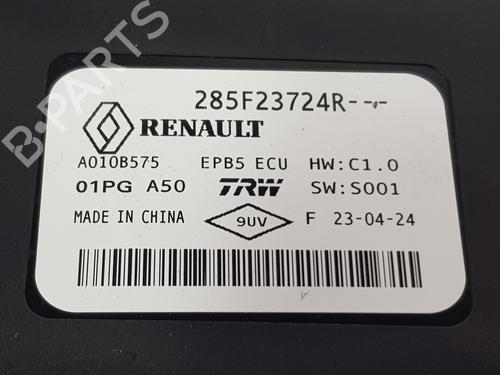 285F23724R---
RENAULT
A010B575 EPB5 ECU HW:C1.0
01PG A50 TRW SW:S001
MADE IN CHINA 9UV F 23-04-24
B-PARTS